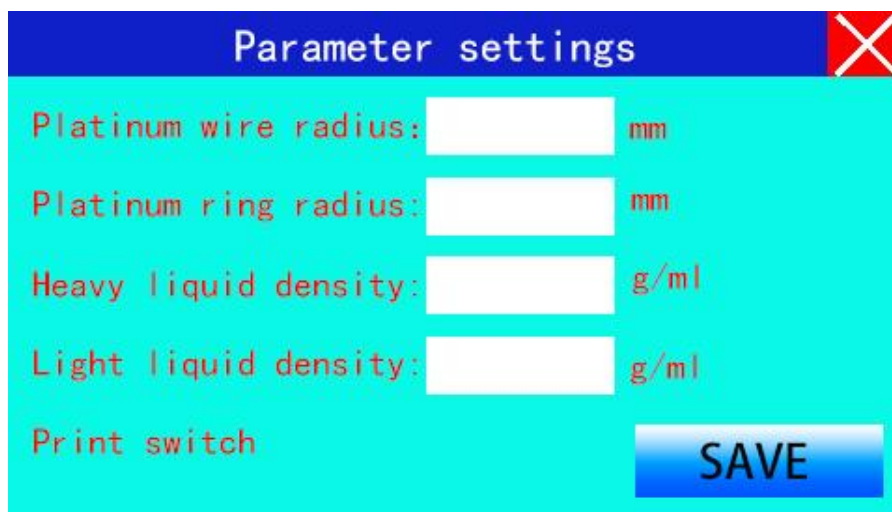 Parameter settings
Platinum wire radius: mm
Platinum ring radius: mm
Heavy liquid density: g/ml
Light liquid density: g/ml
Print switch
SAVE